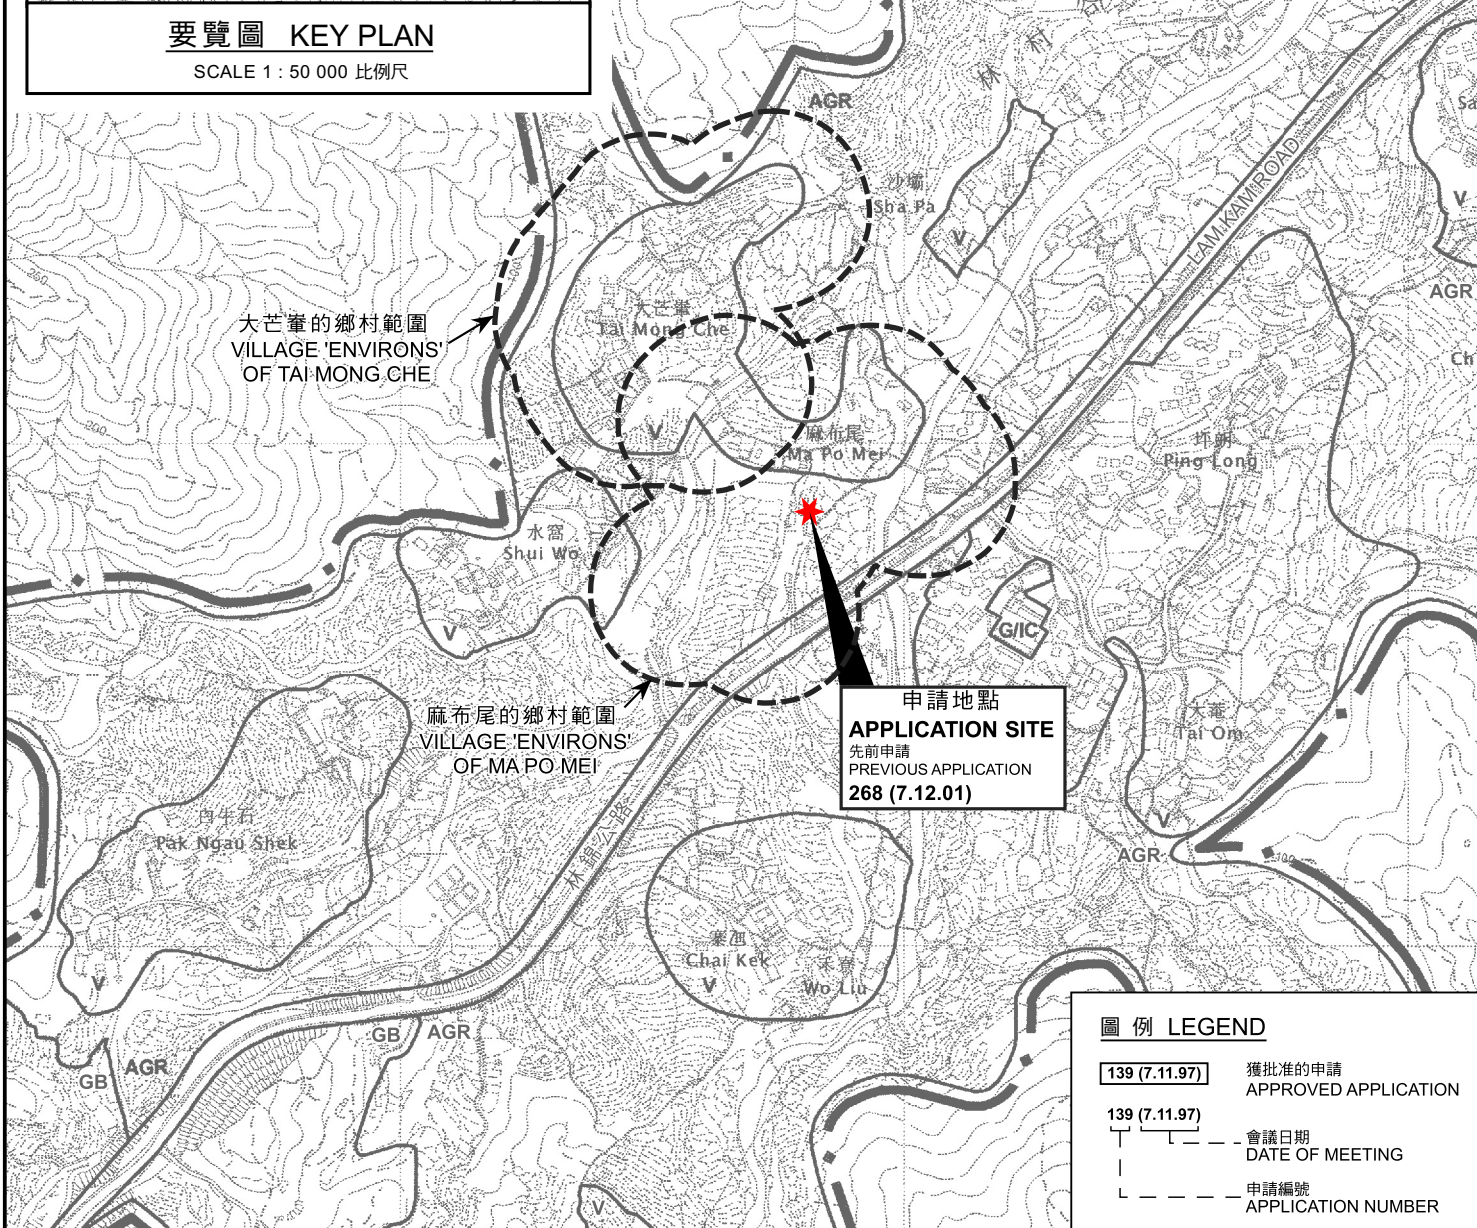 要覽圖 KEY PLAN
SCALE 1 : 50 000 比例尺
AGR
林
村
沙壩
Sha Pa
V
LAM KAM ROAD
V
AGR
大芒輋的鄉村範圍
VILLAGE 'ENVIRONS'
OF TAI MONG CHE
大芒輋
Tai Mong Che
200
V
麻布尾
Ma Po Mei
坪朗
Ping Long
水窩
Shui Wo
V
G/IC
麻布尾的鄉村範圍
VILLAGE 'ENVIRONS'
OF MA PO MEI
申請地點
APPLICATION SITE
先前申請
PREVIOUS APPLICATION
268 (7.12.01)
大菴
Tai Om
V
AGR
100
白牛石
Pak Ngau Shek
V
林錦公路
寨乪
Chai Kek
V
禾寮
Wo Liu
GB
AGR
AGR
GB
V
圖 例 LEGEND
139 (7.11.97)
獲批准的申請
APPROVED APPLICATION
139 (7.11.97)
會議日期
DATE OF MEETING
申請編號
APPLICATION NUMBER